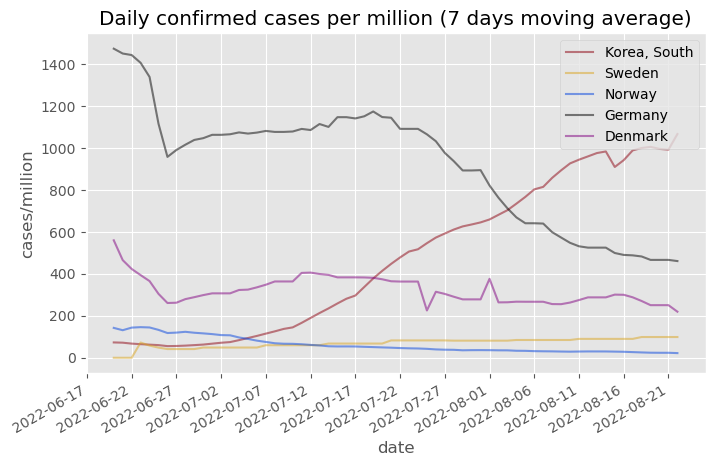 Daily confirmed cases per million (7 days moving average)
Korea, South
Sweden
Norway
Germany
Denmark
cases/million
1400
1200
1000
800
600
400
200
0
2022-06-17
2022-06-22
2022-06-27
2022-07-02
2022-07-07
2022-07-12
2022-07-17
2022-07-22
2022-07-27
2022-08-01
2022-08-06
2022-08-11
2022-08-16
2022-08-21
date